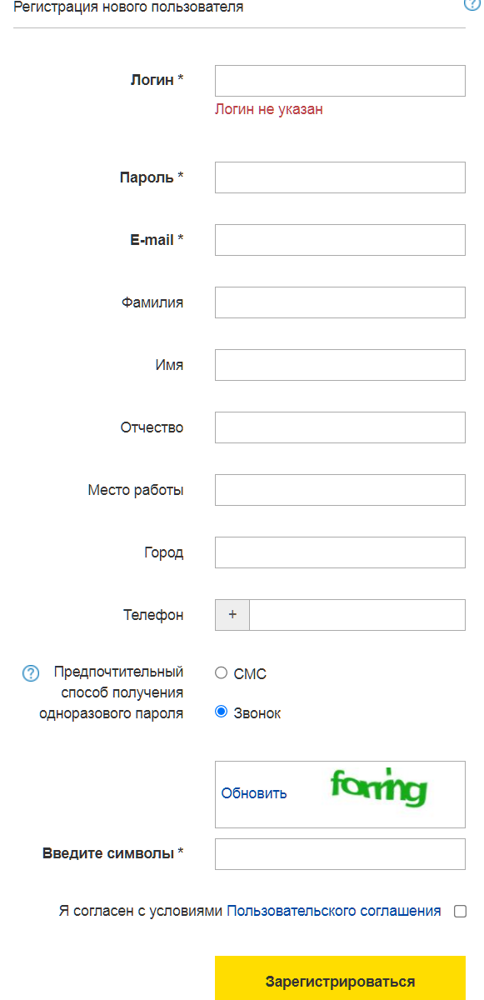 Регистрация нового пользователя
Логин *
Логин не указан
Пароль *
E-mail *
Фамилия
Имя
Отчество
Место работы
Город
Телефон +
Предпочтительный
способ получения
одноразового пароля
СМС
Звонок
Обновить
Введите символы *
Я согласен с условиями Пользовательского соглашения
Зарегистрироваться